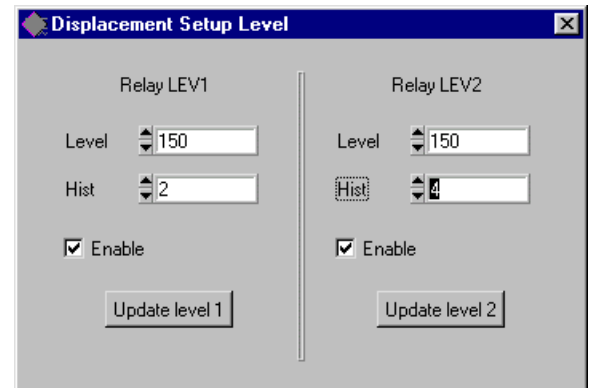 Displacement Setup Level
Relay LEV1
Level 150
Hist 2
Enable
Update level 1
Relay LEV2
Level 150
Hist 4
Enable
Update level 2